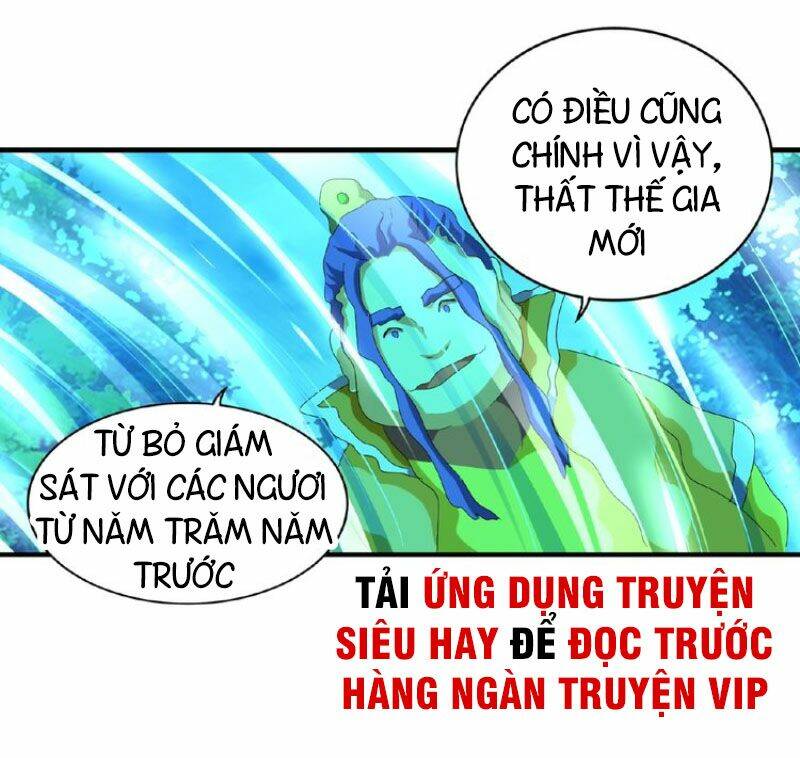 CÓ ĐIỀU CŨNG
CHÍNH VÌ VẬY,
THẤT THẾ GIA
MỚI
TỪ BỎ GIÁM
SÁT VỚI CÁC NGƯƠI
TỪ NĂM TRĂM NĂM
TRƯỚC
TẢI ỨNG DỤNG TRUYỆN
SIÊU HAY ĐỂ ĐỌC TRƯỚC
HÀNG NGÀN TRUYỆN VIP